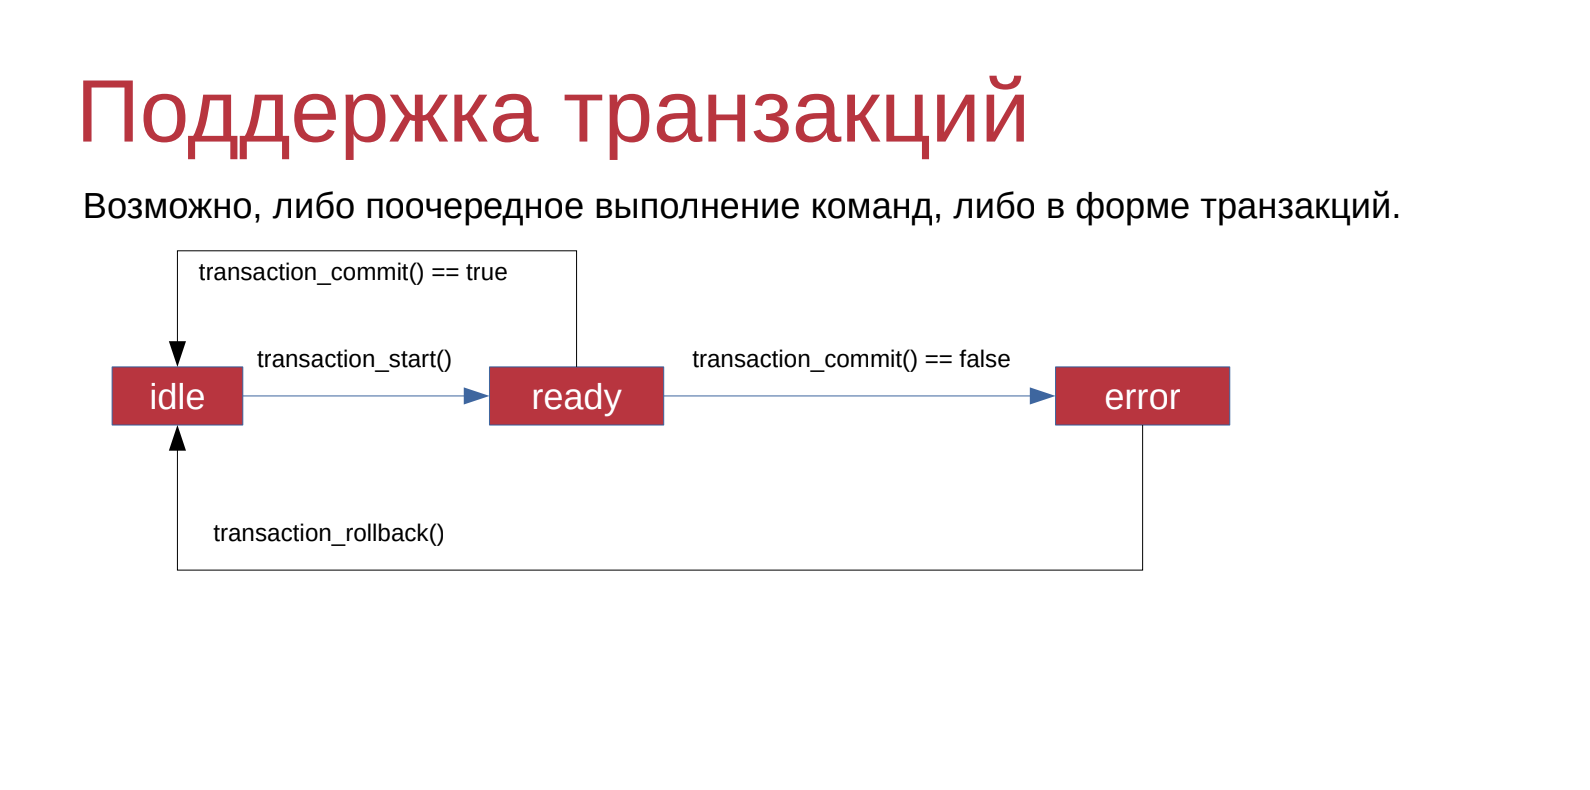 Поддержка транзакций
Возможно, либо поочередное выполнение команд, либо в форме транзакций.
transaction_commit() == true
transaction_start()
transaction_commit() == false
idle
ready
error
transaction_rollback()